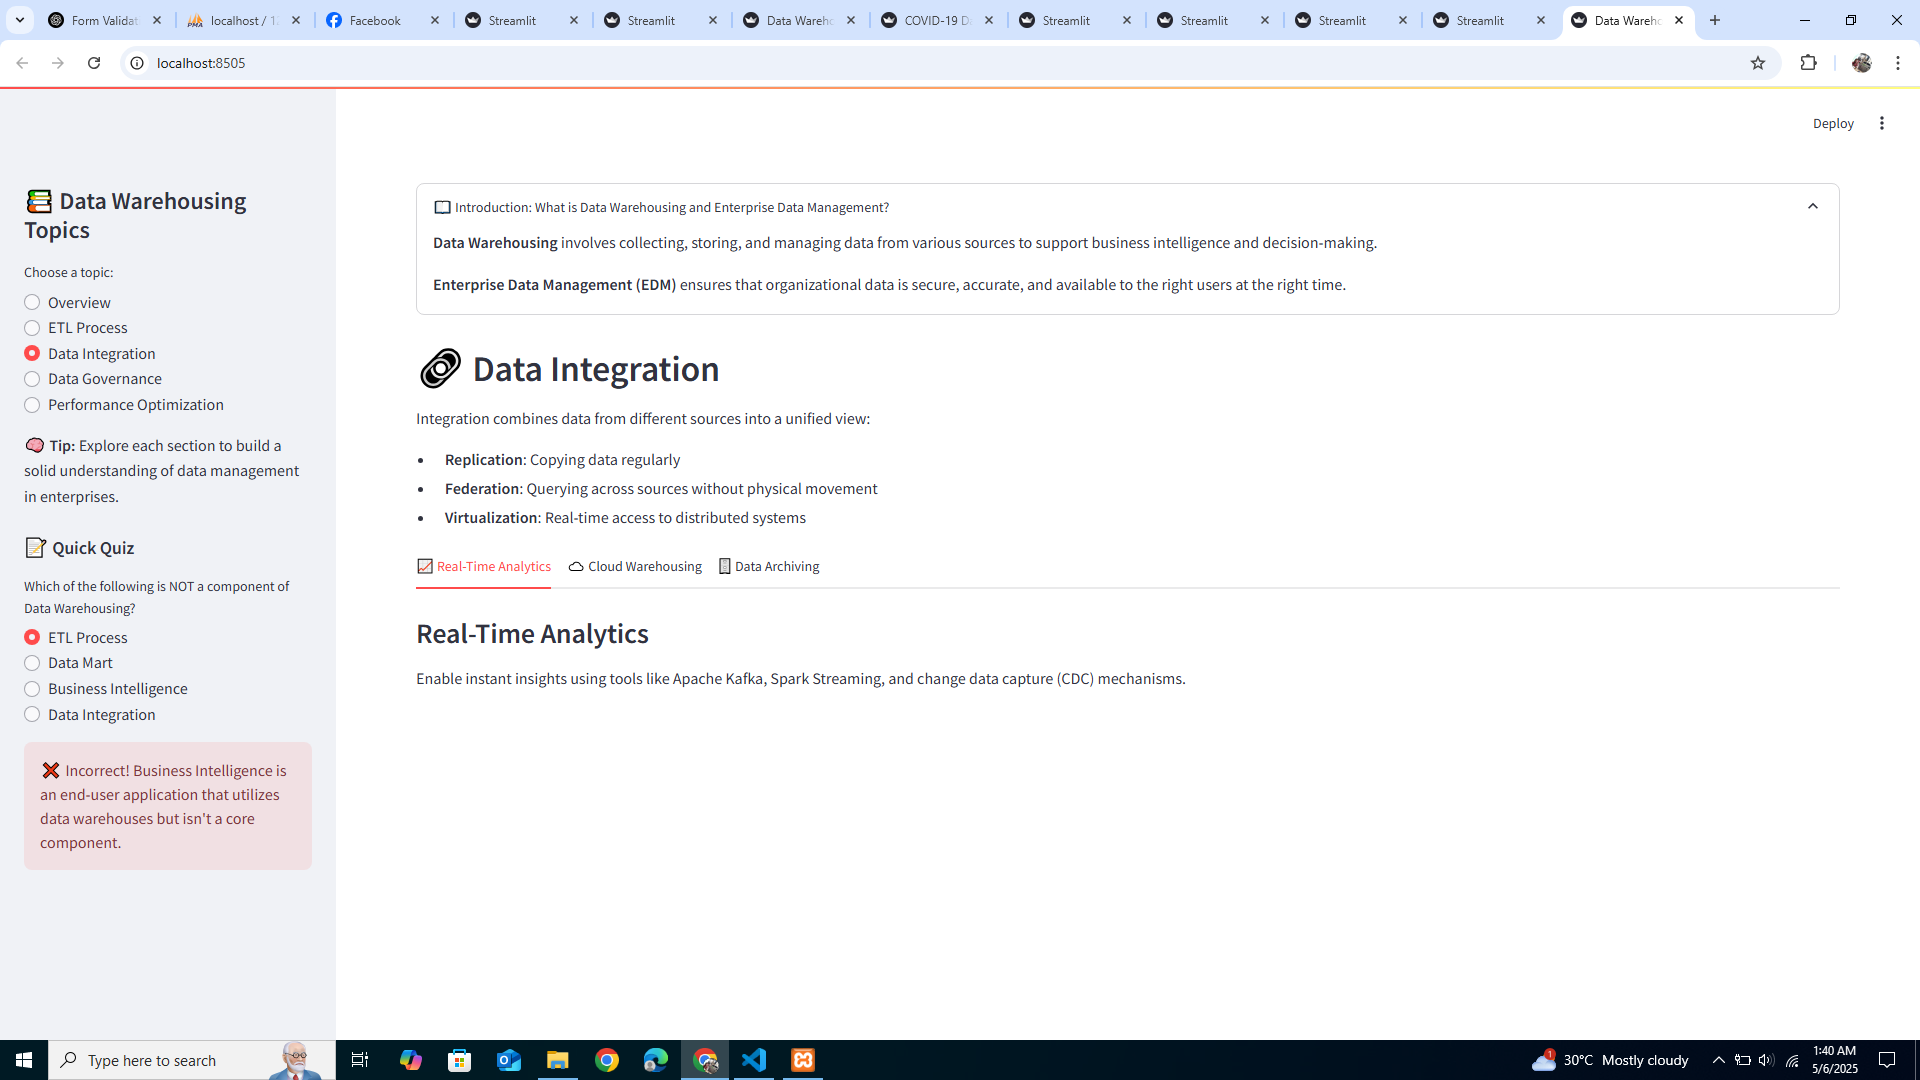 Form Validat
localhost / 1
Facebook
Streamlit
Streamlit
Data Wareho
COVID-19 D
Streamlit
Streamlit
Streamlit
Streamlit
Data Wareho
localhost:8505
Deploy
📚 Data Warehousing
Topics
Choose a topic:
Overview
ETL Process
Data Integration
Data Governance
Performance Optimization
🧠 Tip: Explore each section to build a
solid understanding of data management
in enterprises.
📝 Quick Quiz
Which of the following is NOT a component of
Data Warehousing?
ETL Process
Data Mart
Business Intelligence
Data Integration
❌ Incorrect! Business Intelligence is
an end-user application that utilizes
data warehouses but isn't a core
component.
📖 Introduction: What is Data Warehousing and Enterprise Data Management?
Data Warehousing involves collecting, storing, and managing data from various sources to support business intelligence and decision-making.
Enterprise Data Management (EDM) ensures that organizational data is secure, accurate, and available to the right users at the right time.
🔗 Data Integration
Integration combines data from different sources into a unified view:
• Replication: Copying data regularly
• Federation: Querying across sources without physical movement
• Virtualization: Real-time access to distributed systems
📈 Real-Time Analytics ☁ Cloud Warehousing 🗄 Data Archiving
Real-Time Analytics
Enable instant insights using tools like Apache Kafka, Spark Streaming, and change data capture (CDC) mechanisms.
Type here to search
1
30°C Mostly cloudy
1:40 AM
5/6/2025